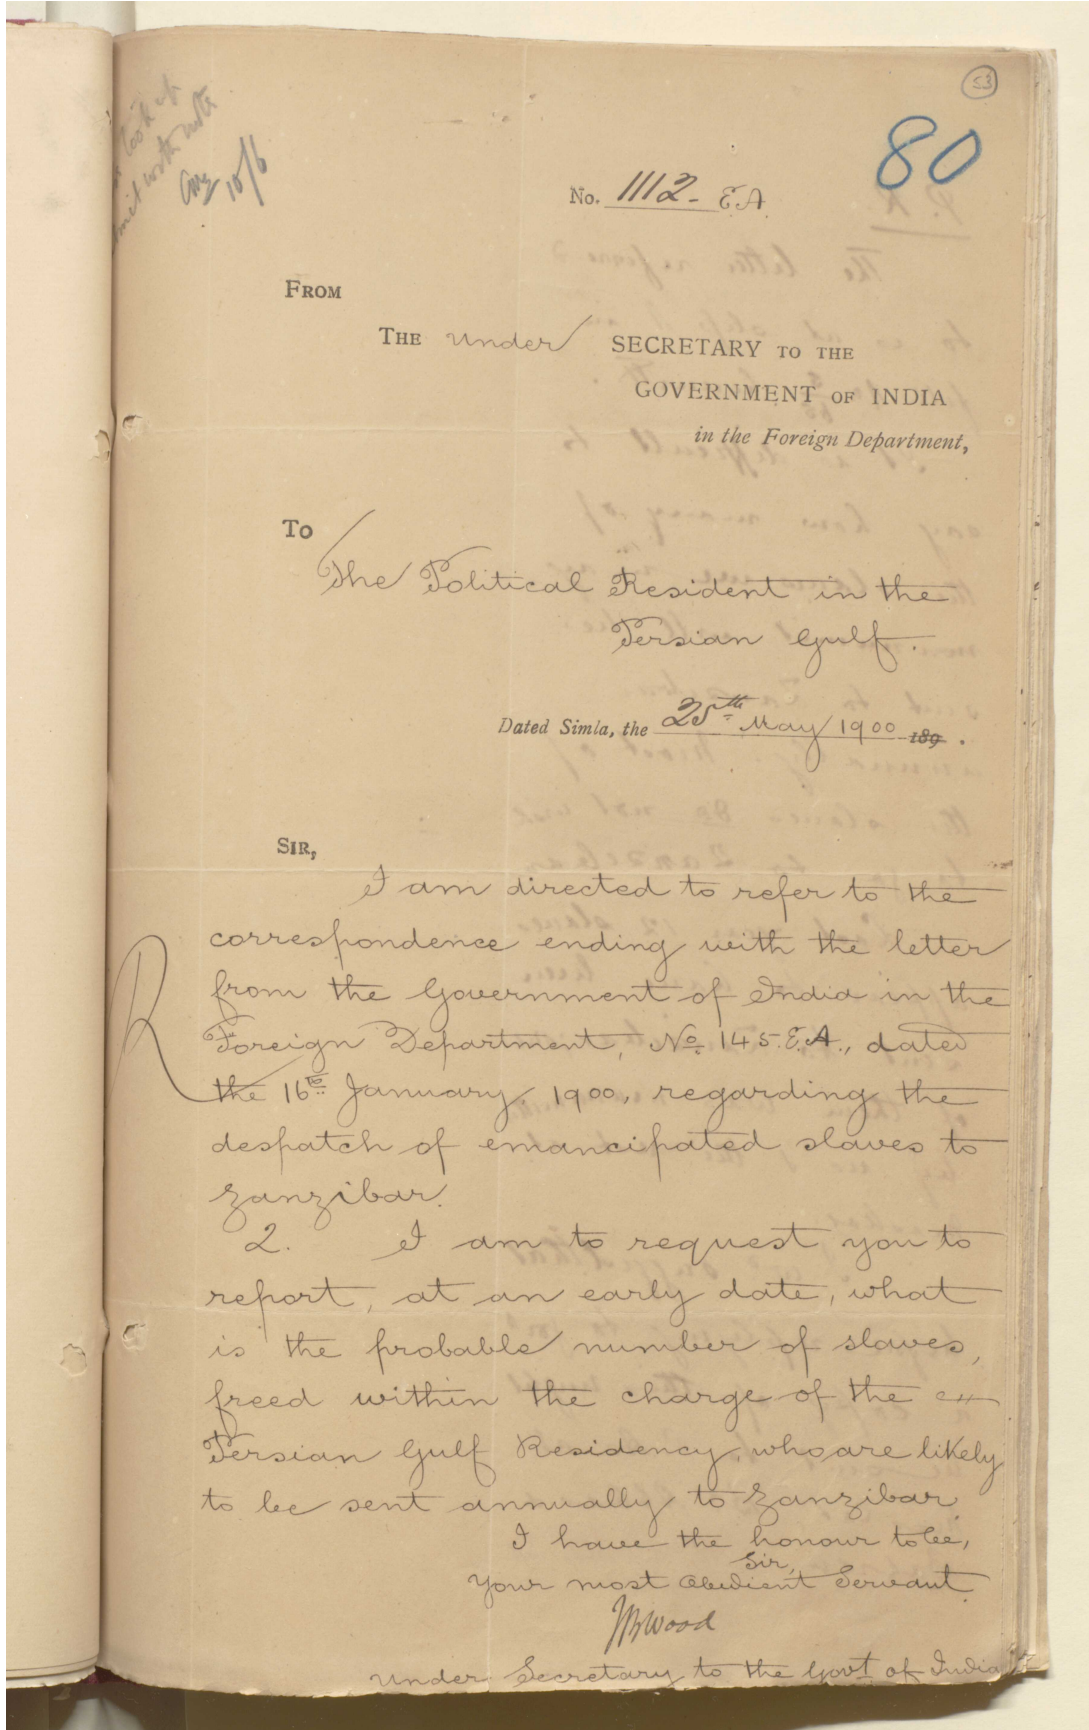 53
80
10/6
No. 1112- E.A.
FROM
THE Under SECRETARY TO THE
GOVERNMENT OF INDIA
in the Foreign Department,
To
The Political Resident in the
Persian Gulf.
Dated Simla, the 25th May 1900 189 .
SIR,
I am directed to refer to the
correspondence ending with the letter
from the Government of India in the
Foreign Department, No. 145.E.A., dated
the 16th January 1900, regarding the
despatch of emancipated slaves to
Zanzibar.
2. I am to request you to
report, at an early date, what
is the probable number of slaves,
freed within the charge of the
Persian Gulf Residency, who are likely
to be sent annually to Zanzibar.
I have the honour to be,
Sir,
Your most Obedient Servant
JBWood
Under Secretary to the Govt of India